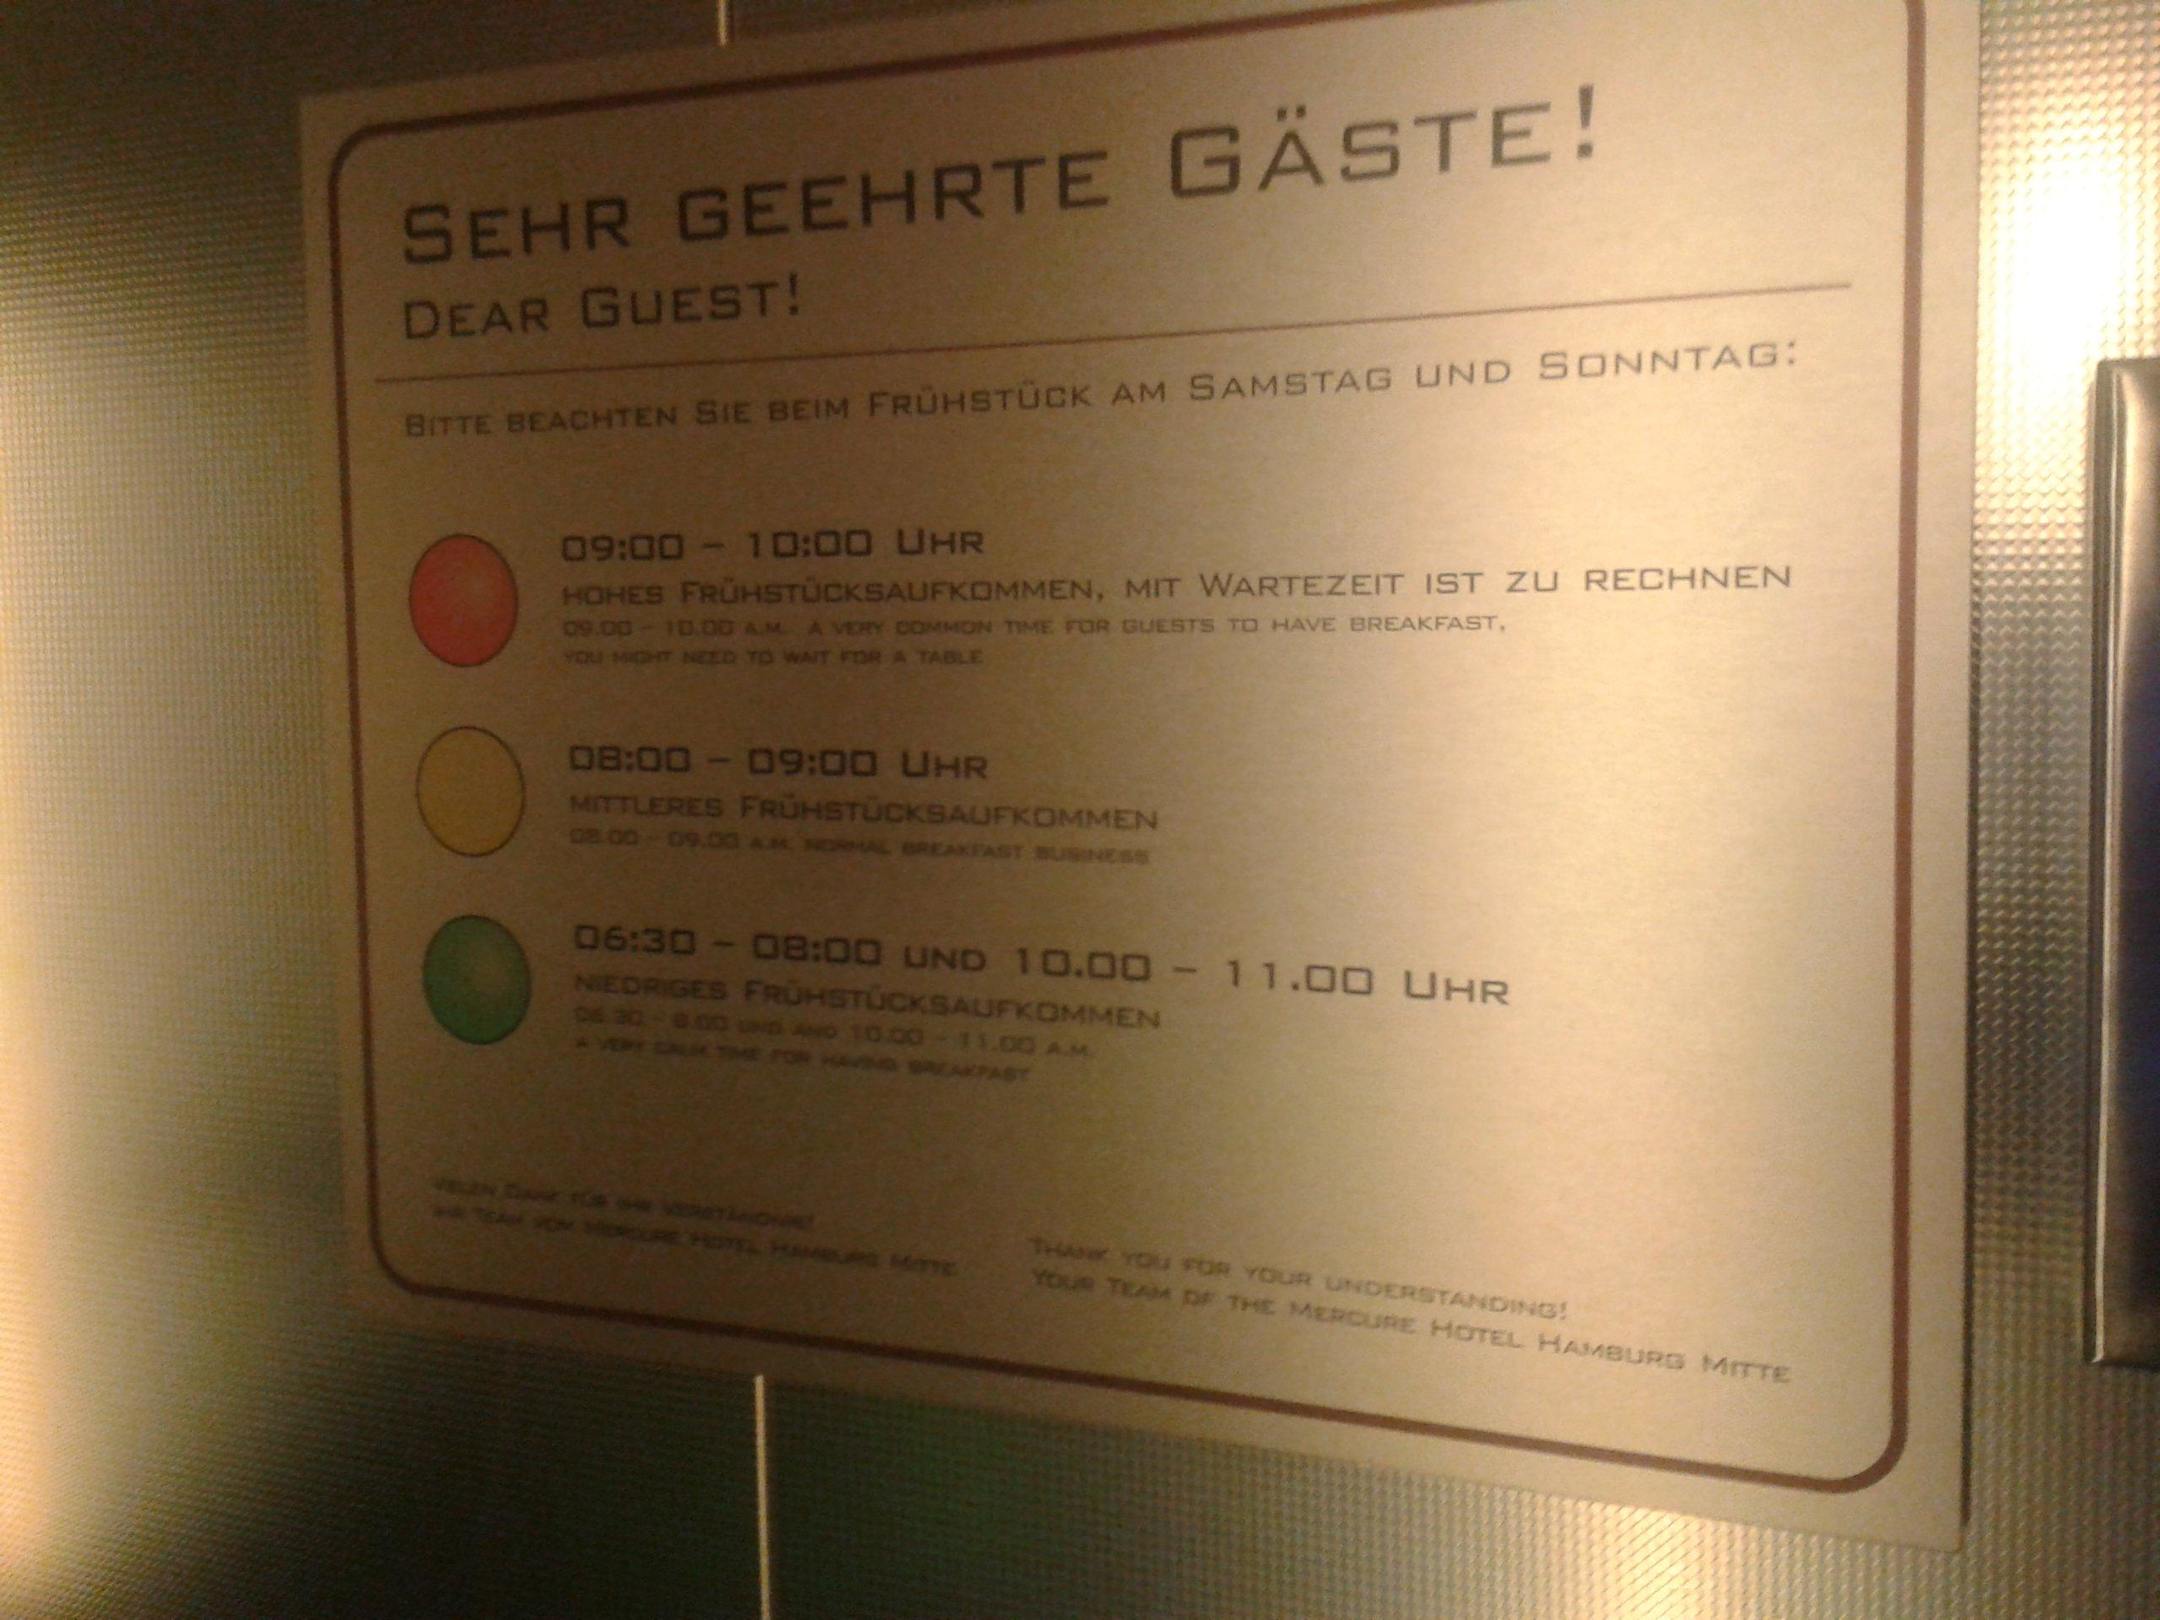 Sehr geehrte Gäste!
Dear Guest!
Bitte beachten Sie beim Frühstück am Samstag und Sonntag:
09:00 – 10:00 Uhr
hohes Frühstücksaufkommen, mit Wartezeit ist zu rechnen
09.00 – 10.00 a.m. a very common time for guests to have breakfast,
you might need to wait for a table
08:00 – 09:00 Uhr
mittleres Frühstücksaufkommen
08.00 – 09.00 a.m. normal breakfast business
06:30 – 08:00 und 10.00 – 11.00 Uhr
niedriges Frühstücksaufkommen
06.30 – 8.00 und and 10.00 – 11.00 a.m.
a very calm time for having breakfast
Vielen Dank für Ihr Verständnis!
Ihr Team vom Mercure Hotel Hamburg Mitte
Thank you for your understanding!
Your Team of the Mercure Hotel Hamburg Mitte